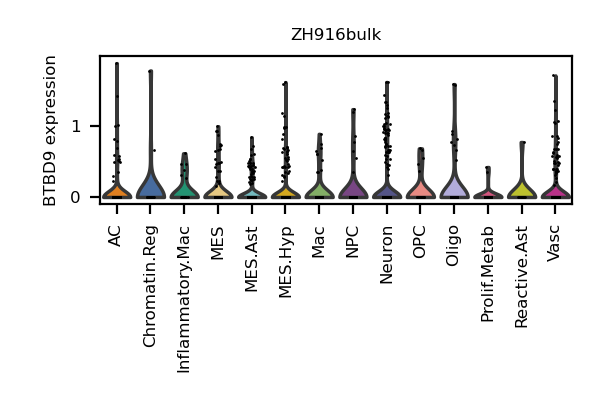 ZH916bulk
BTBD9 expression
1
0
AC
Chromatin.Reg
Inflammatory.Mac
MES
MES.Ast
MES.Hyp
Mac
NPC
Neuron
OPC
Oligo
Prolif.Metab
Reactive.Ast
Vasc